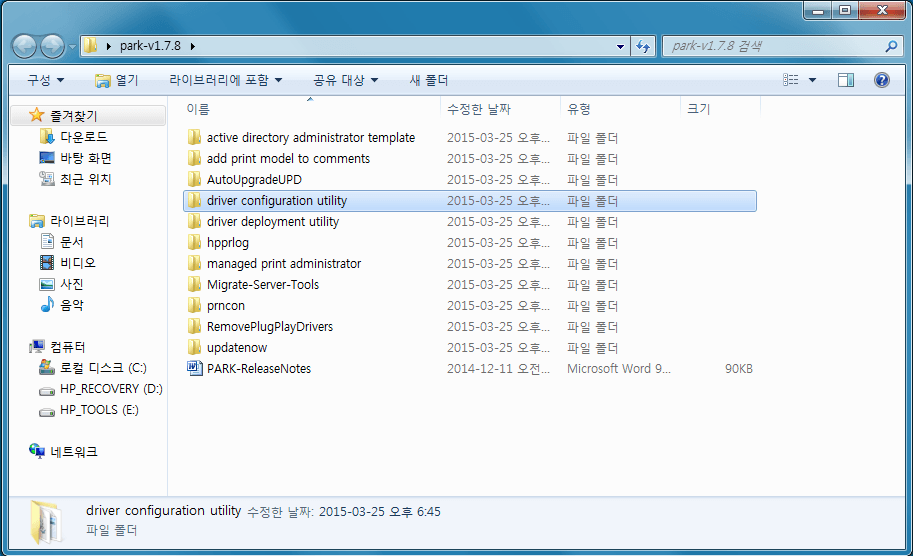 park-v1.7.8
park-v1.7.8 검색
구성 열기 라이브러리에 포함 공유 대상 새 폴더
즐겨찾기
다운로드
바탕 화면
최근 위치
라이브러리
문서
비디오
사진
음악
컴퓨터
로컬 디스크 (C:)
HP_RECOVERY (D:)
HP_TOOLS (E:)
네트워크
이름 수정한 날짜 유형 크기
active directory administrator template 2015-03-25 오후... 파일 폴더
add print model to comments 2015-03-25 오후... 파일 폴더
AutoUpgradeUPD 2015-03-25 오후... 파일 폴더
driver configuration utility 2015-03-25 오후... 파일 폴더
driver deployment utility 2015-03-25 오후... 파일 폴더
hpprlog 2015-03-25 오후... 파일 폴더
managed print administrator 2015-03-25 오후... 파일 폴더
Migrate-Server-Tools 2015-03-25 오후... 파일 폴더
prncon 2015-03-25 오후... 파일 폴더
RemovePlugPlayDrivers 2015-03-25 오후... 파일 폴더
updatenow 2015-03-25 오후... 파일 폴더
PARK-ReleaseNotes 2014-12-11 오전... Microsoft Word 9... 90KB
driver configuration utility 수정한 날짜: 2015-03-25 오후 6:45
파일 폴더